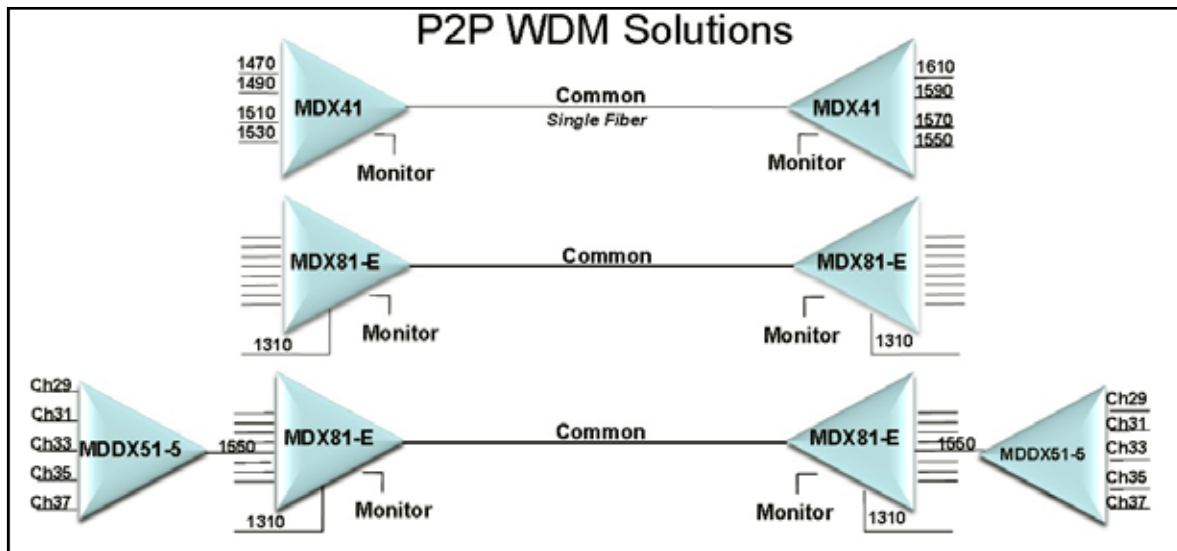 P2P WDM Solutions
1470
1490
1510
1530
MDX41
Monitor
Common
Single Fiber
MDX41
Monitor
1610
1590
1570
1550
MDX81-E
Monitor
1310
Common
MDX81-E
Monitor
1310
Ch29
Ch31
Ch33
Ch35
Ch37
MDDX51-5
1550
MDX81-E
Monitor
1310
Common
MDX81-E
Monitor
1310
1550
MDDX51-5
Ch29
Ch31
Ch33
Ch35
Ch37